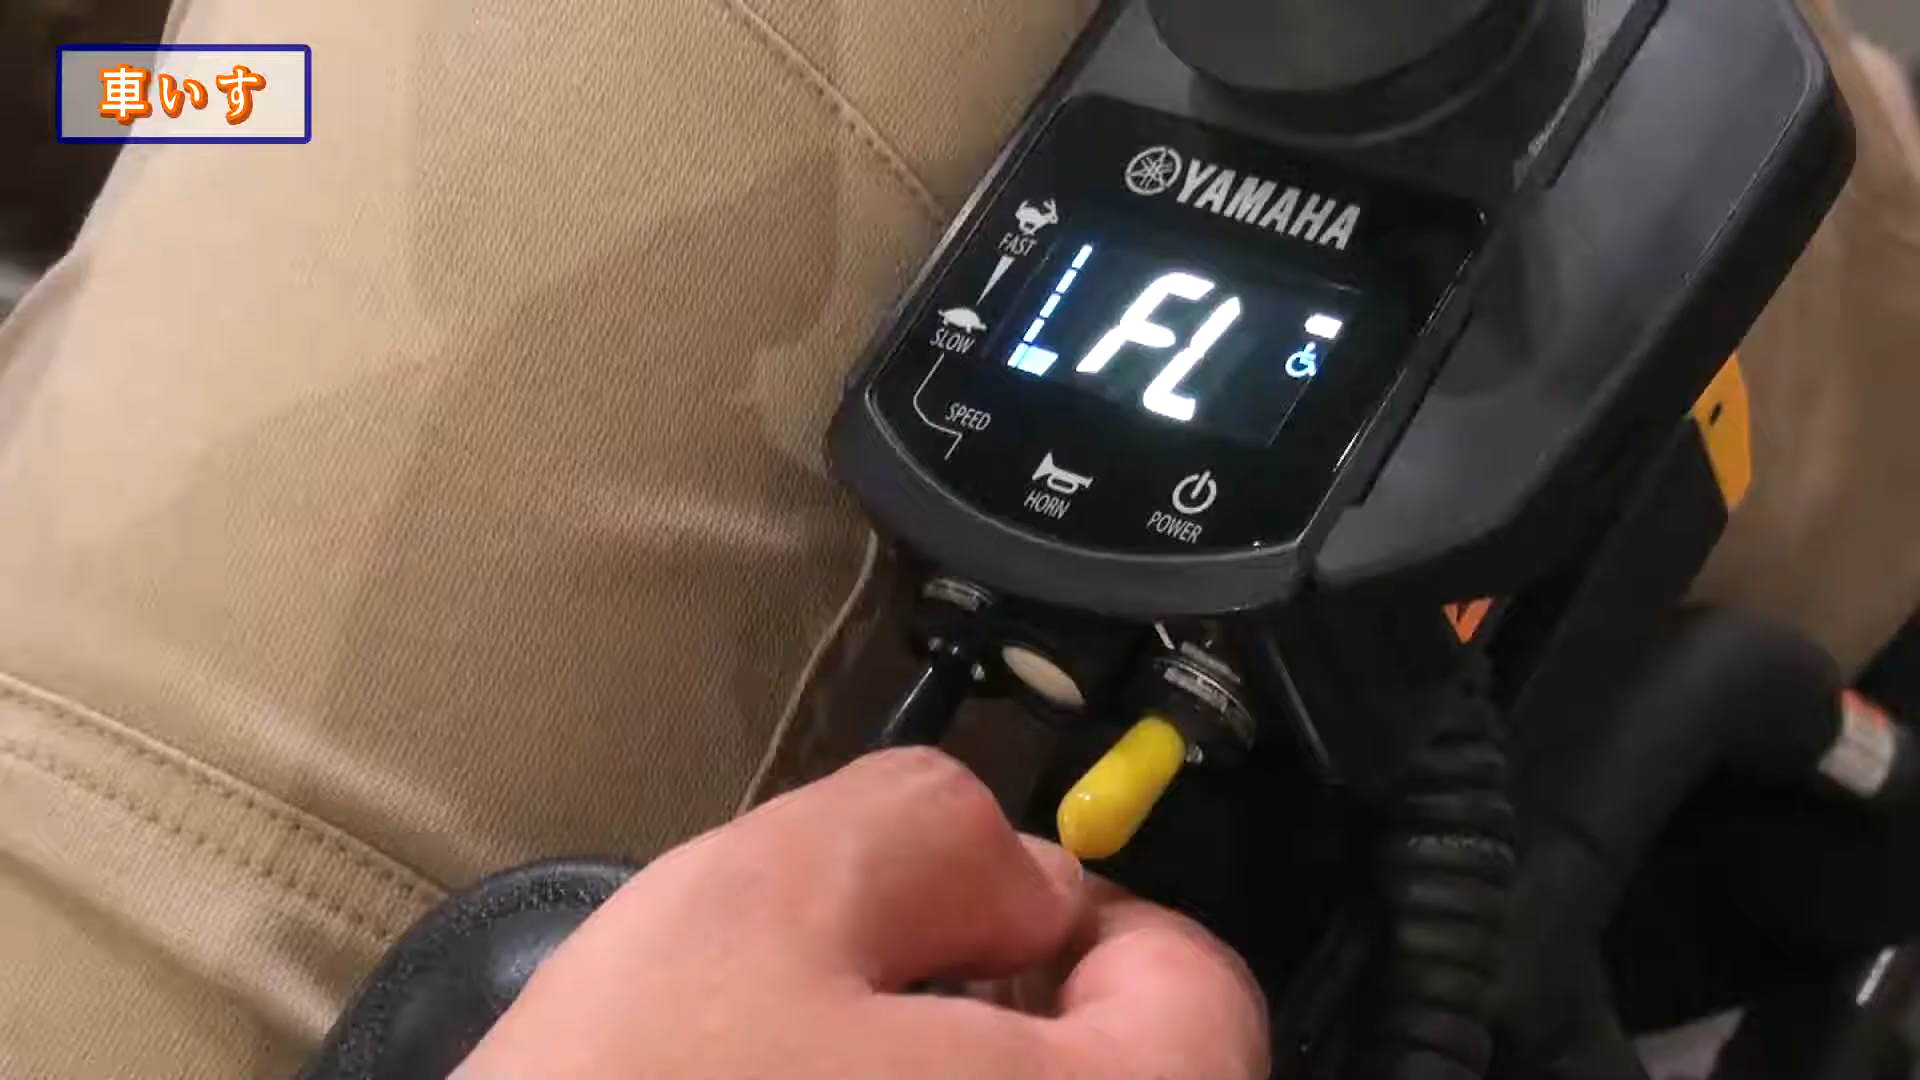 車いす
YAMAHA
FAST
SLOW
FL
SPEED
HORN
POWER